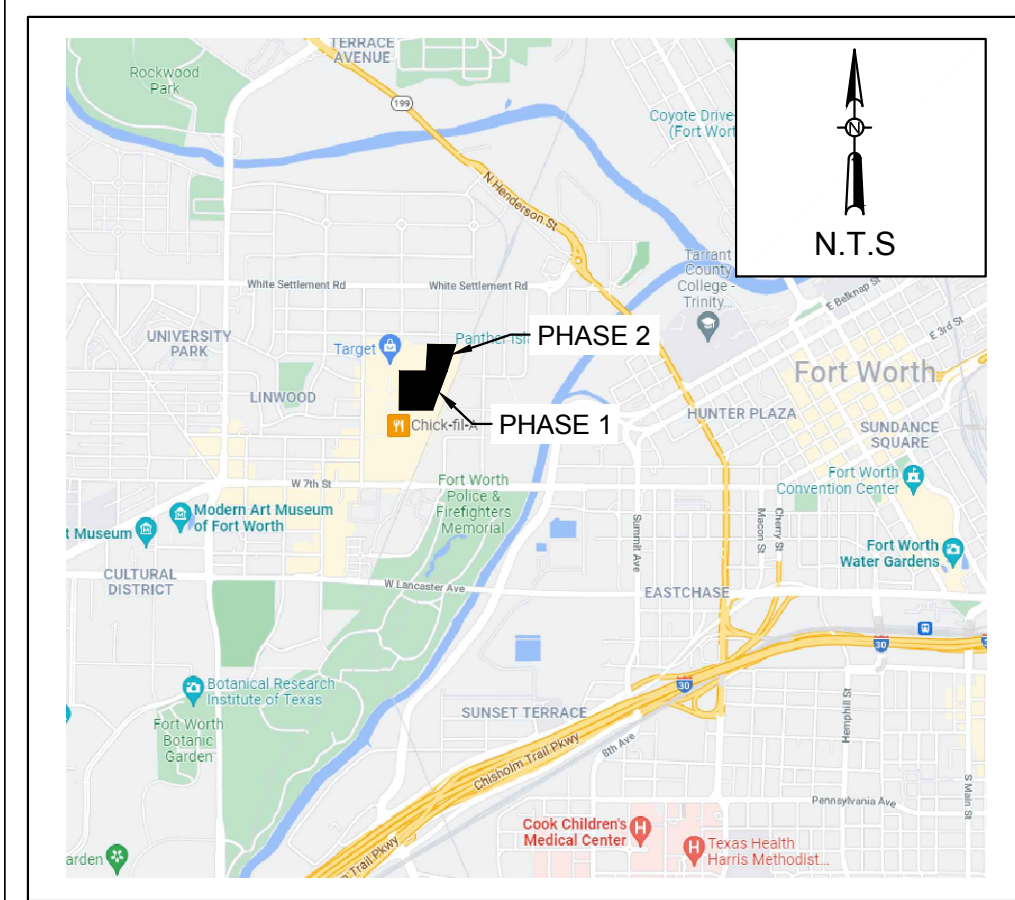 TERRACE
AVENUE
Rockwood
Park
199
Coyote Drive
(Fort Wort
N
N.T.S
N Henderson St
Tarrant
County
College -
Trinity...
White Settlement Rd
White Settlement Rd
E Belknap St
E 3rd St
UNIVERSITY
PARK
Target
Panther Isl
PHASE 2
Fort Worth
LINWOOD
PHASE 1
Chick-fil-A
HUNTER PLAZA
SUNDANCE
SQUARE
W 7th St
Fort Worth
Police &
Firefighters
Memorial
Fort Worth
Convention Center
Modern Art Museum
of Fort Worth
t Museum
Summit Ave
Macon St
Cherry St
Fort Worth
Water Gardens
CULTURAL
DISTRICT
W Lancaster Ave
EASTCHASE
30
30
Botanical Research
Institute of Texas
Fort Worth
Botanic
Garden
SUNSET TERRACE
8th Ave
Hemphill St
S Main St
Chisholm Trail Pkwy
Pennsylvania Ave
Cook Children's
Medical Center
H
H
Texas Health
Harris Methodist...
arden
Trail Pkwy